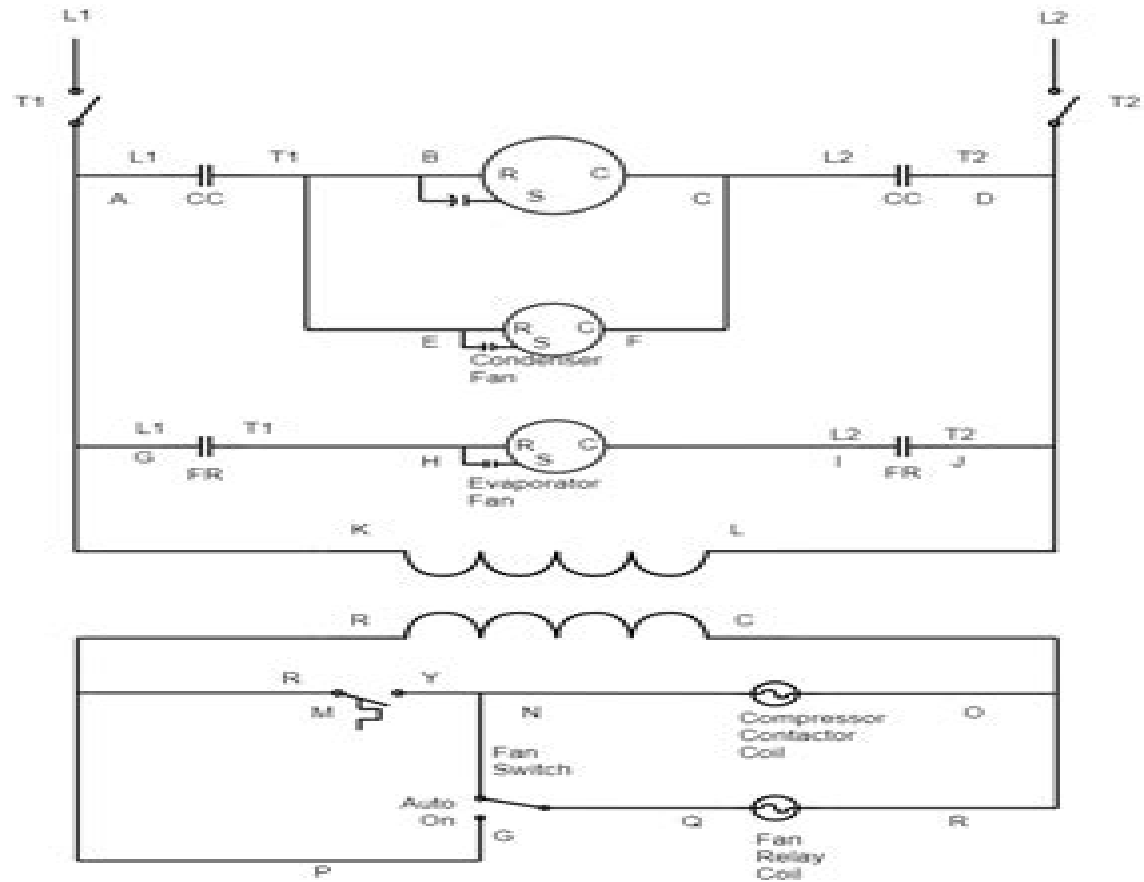 L1 L2
T1 T2
L1 T1 B L2 T2
R C
S
A CC C CC D
R C
E S F
Condenser
Fan
L1 T1 L2 T2
R C
G H S I J
FR FR
Evaporator
Fan
K L
R C
R Y
M N O
Compressor
Contactor
Coil
Fan
Switch
Auto
On
G Q R
Fan
Relay
Coil
P